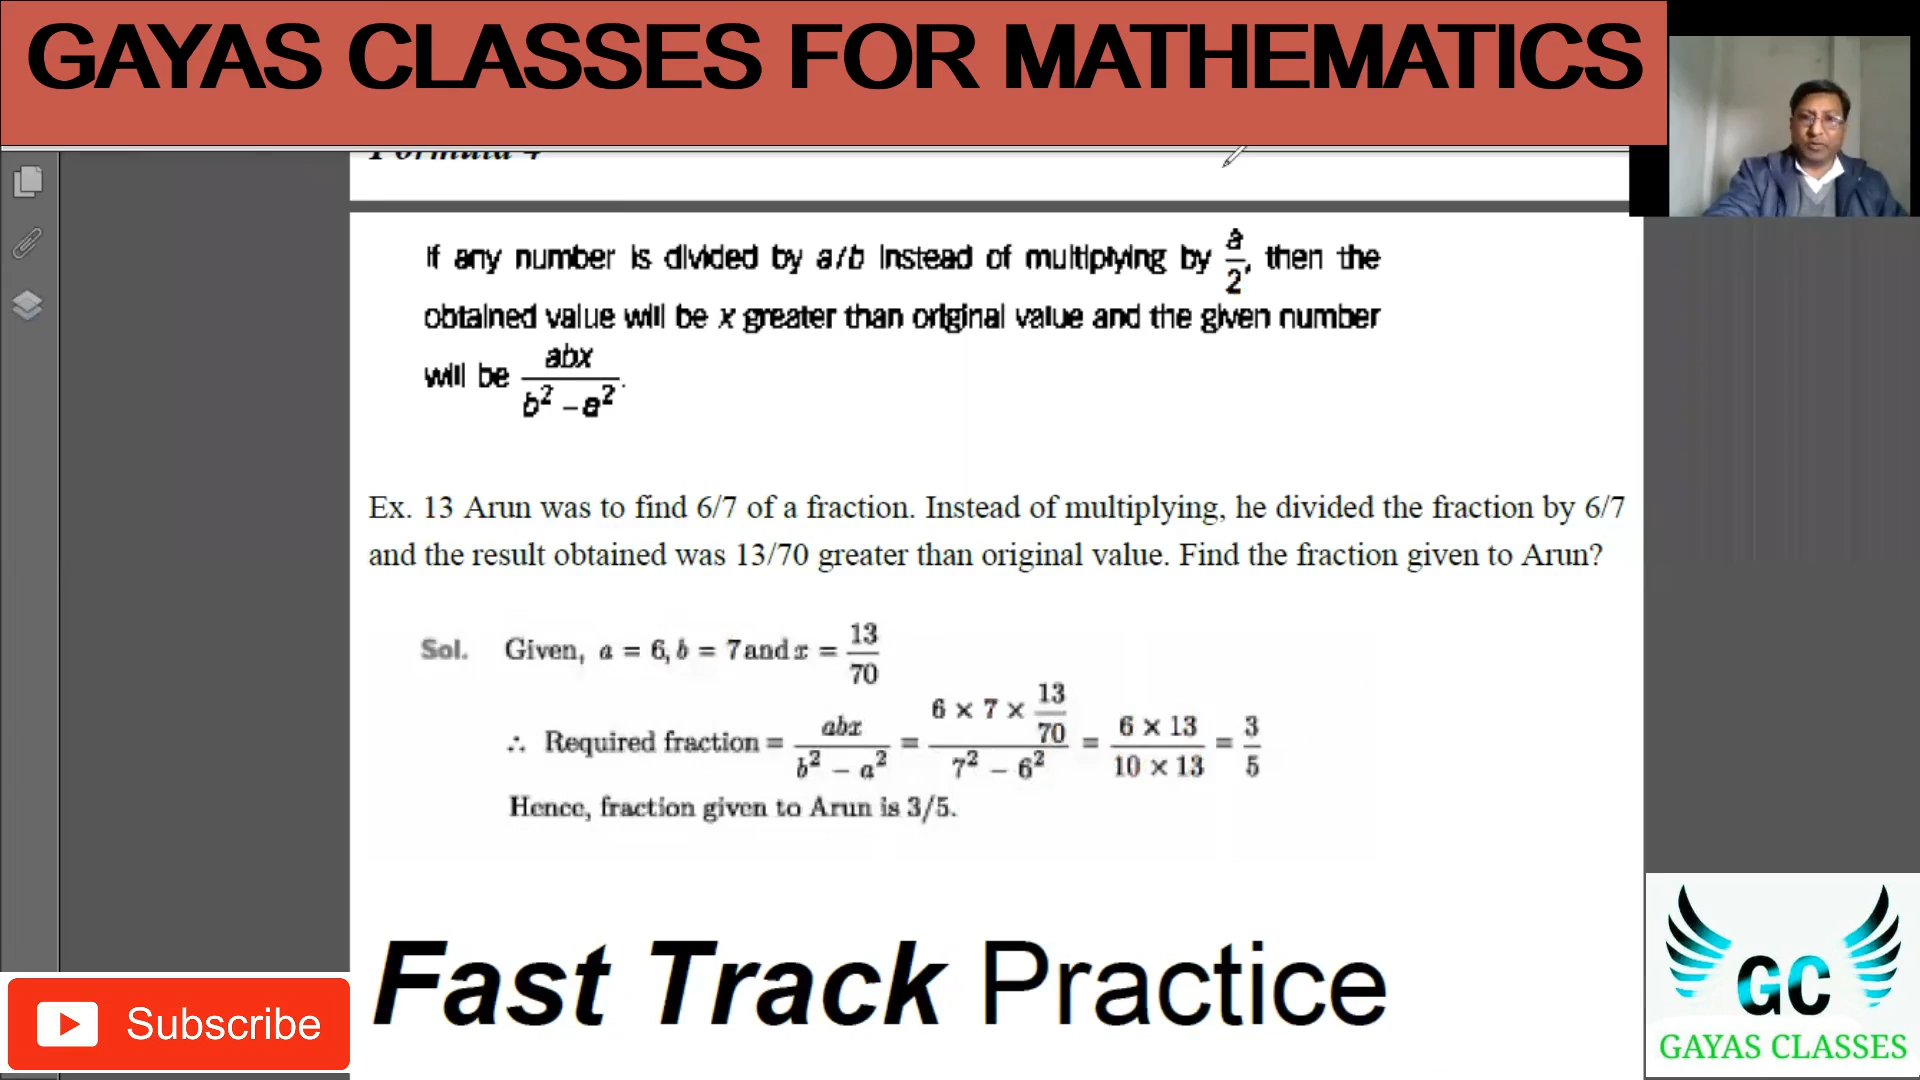 GAYAS CLASSES FOR MATHEMATICS
Formula 4
If any number is divided by a/b instead of multiplying by a/2, then the
obtained value will be x greater than original value and the given number
will be abx/(b² – a²).
Ex. 13 Arun was to find 6/7 of a fraction. Instead of multiplying, he divided the fraction by 6/7
and the result obtained was 13/70 greater than original value. Find the fraction given to Arun?
Sol. Given, a = 6, b = 7 and x = 13/70
∴ Required fraction = abx/(b² – a²) = (6 × 7 × 13/70)/(7² – 6²) = (6 × 13)/(10 × 13) = 3/5
Hence, fraction given to Arun is 3/5.
Fast Track Practice
Subscribe
GC
GAYAS CLASSES